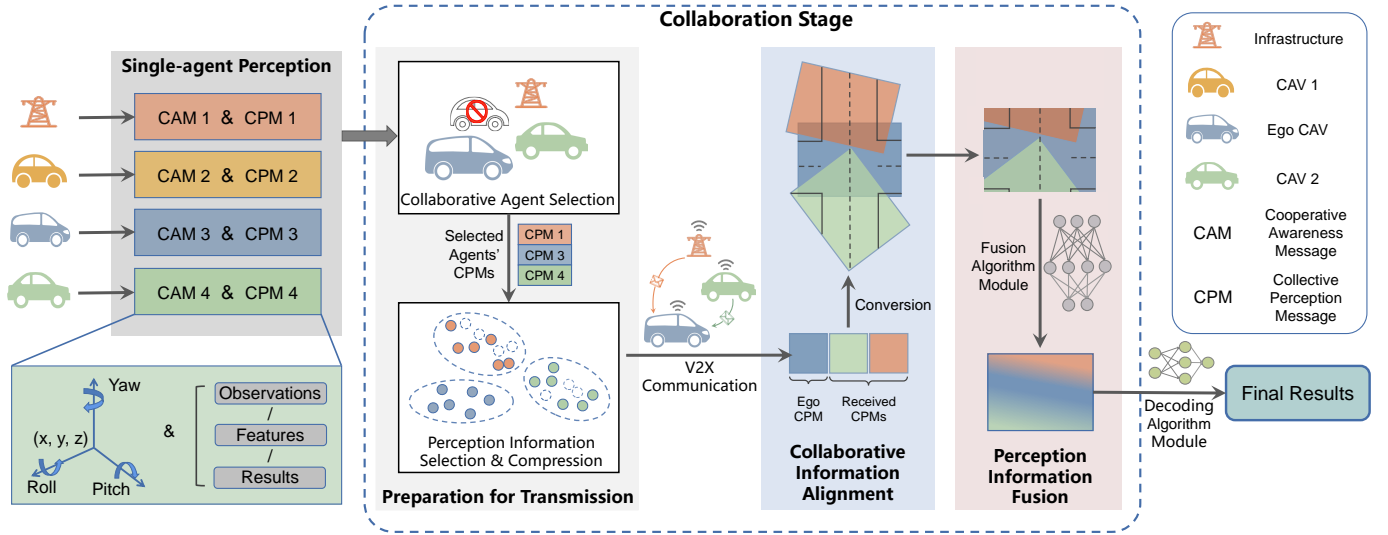 Collaboration Stage
Single-agent Perception
CAM 1 & CPM 1
CAM 2 & CPM 2
CAM 3 & CPM 3
CAM 4 & CPM 4
Yaw
(x, y, z)
Roll
Pitch
&
Observations
/
Features
/
Results
Collaborative Agent Selection
Selected
Agents'
CPMs
CPM 1
CPM 3
CPM 4
Perception Information
Selection & Compression
Preparation for Transmission
V2X
Communication
Conversion
Ego
CPM
Received
CPMs
Collaborative
Information
Alignment
Fusion
Algorithm
Module
Perception
Information
Fusion
Decoding
Algorithm
Module
Final Results
Infrastructure
CAV 1
Ego CAV
CAV 2
CAM
Cooperative
Awareness
Message
CPM
Collective
Perception
Message